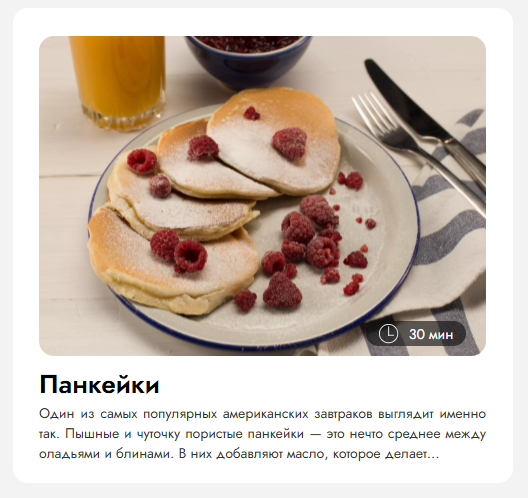 30 мин
Панкейки
Один из самых популярных американских завтраков выглядит именно
так. Пышные и чуточку пористые панкейки — это нечто среднее между
оладьями и блинами. В них добавляют масло, которое делает...